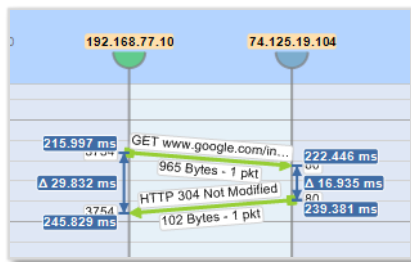 192.168.77.10
74.125.19.104
215.997 ms
GET www.google.com/in...
222.446 ms
965 Bytes - 1 pkt
Δ 29.832 ms
Δ 16.935 ms
HTTP 304 Not Modified
80
3754
239.381 ms
245.829 ms
102 Bytes - 1 pkt